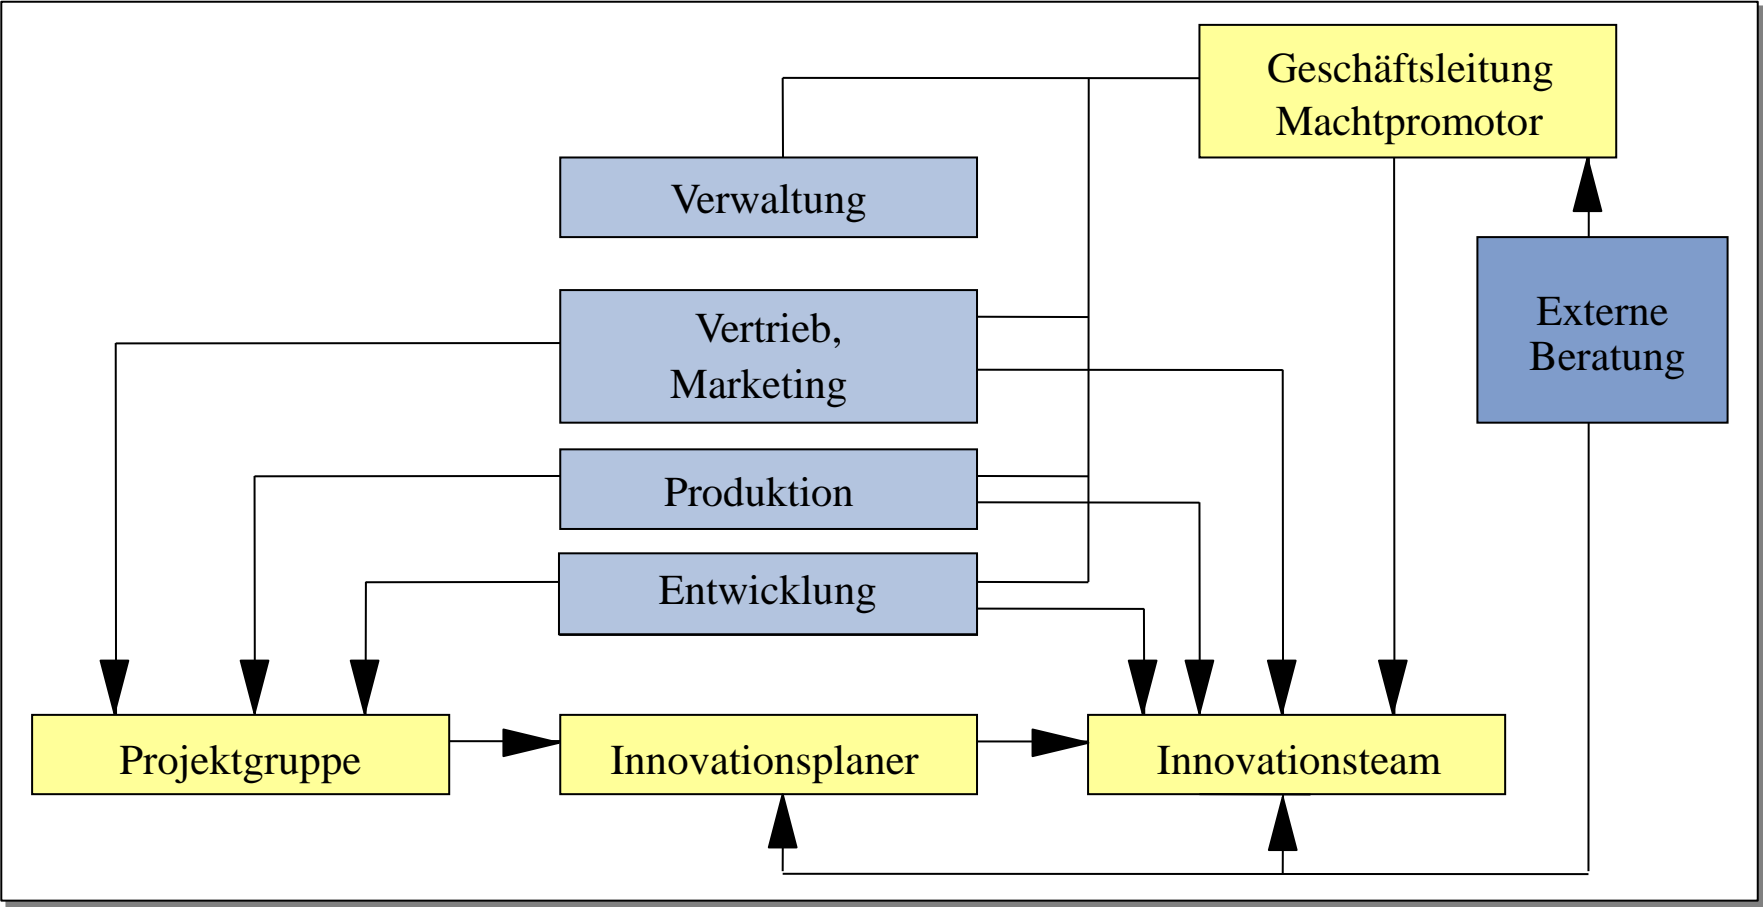 Geschäftsleitung
Machtpromotor
Verwaltung
Externe
Beratung
Vertrieb,
Marketing
Produktion
Entwicklung
Projektgruppe
Innovationsplaner
Innovationsteam